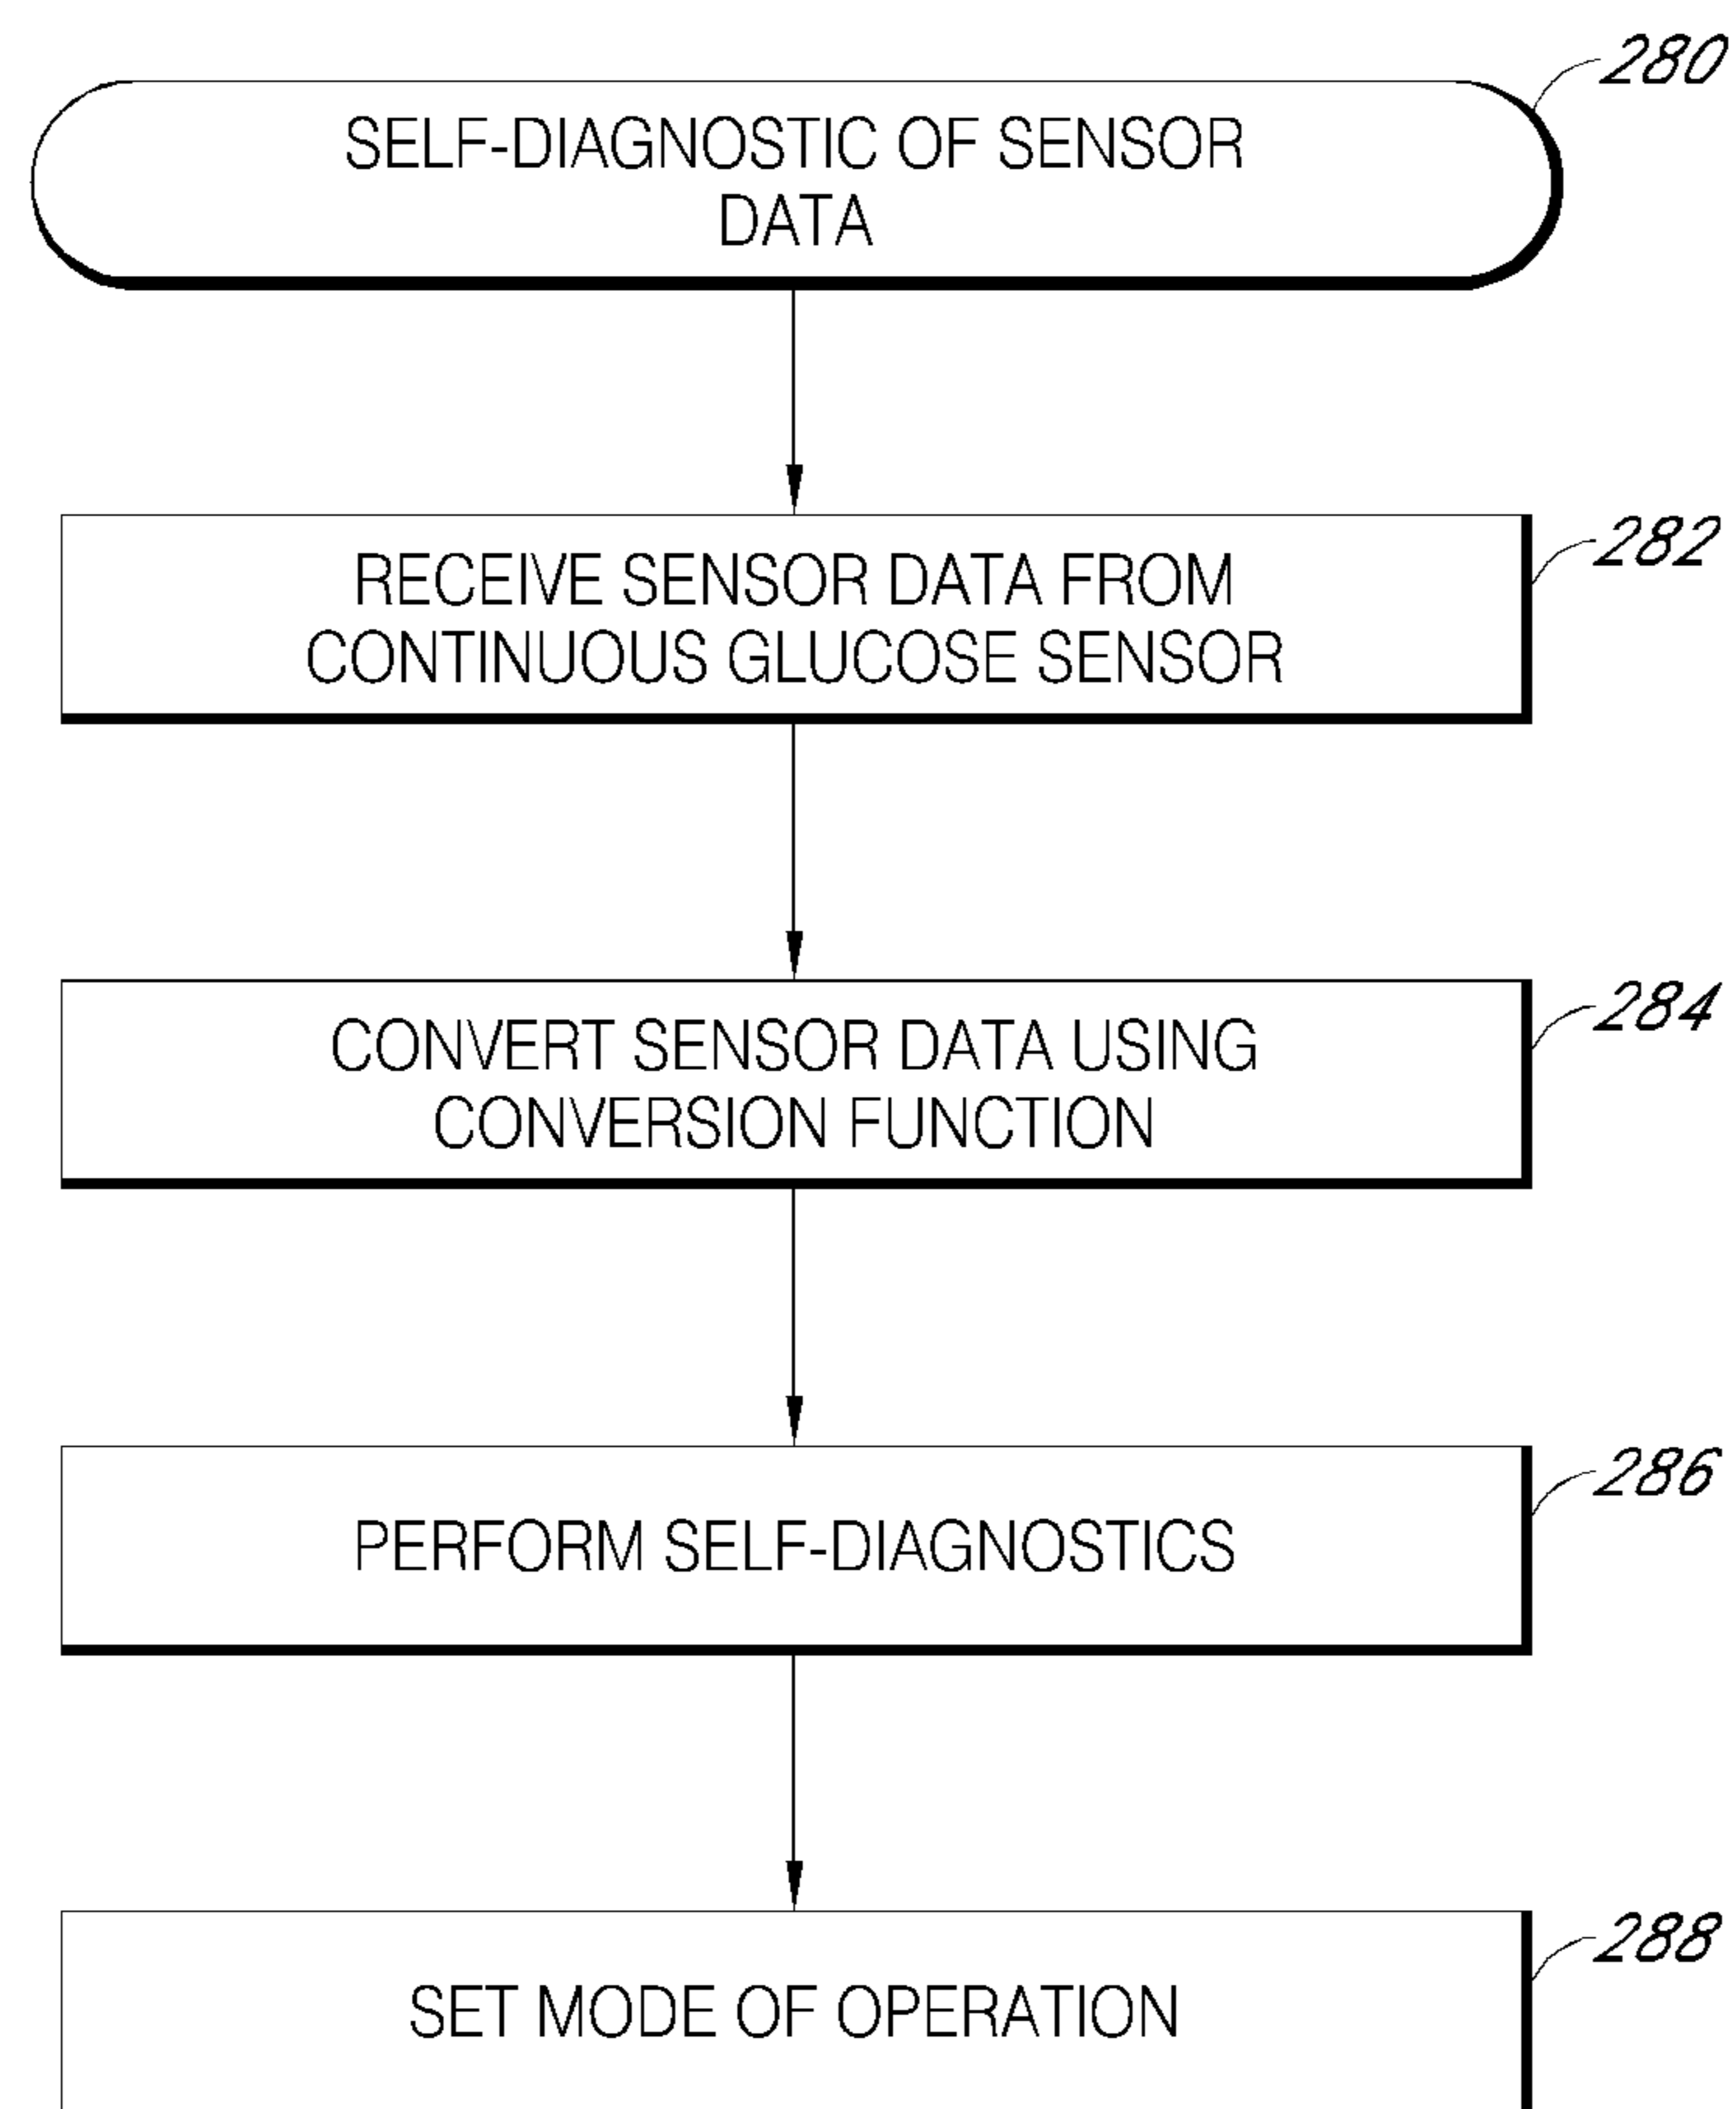 280
SELF-DIAGNOSTIC OF SENSOR
DATA
282
RECEIVE SENSOR DATA FROM
CONTINUOUS GLUCOSE SENSOR
284
CONVERT SENSOR DATA USING
CONVERSION FUNCTION
286
PERFORM SELF-DIAGNOSTICS
288
SET MODE OF OPERATION